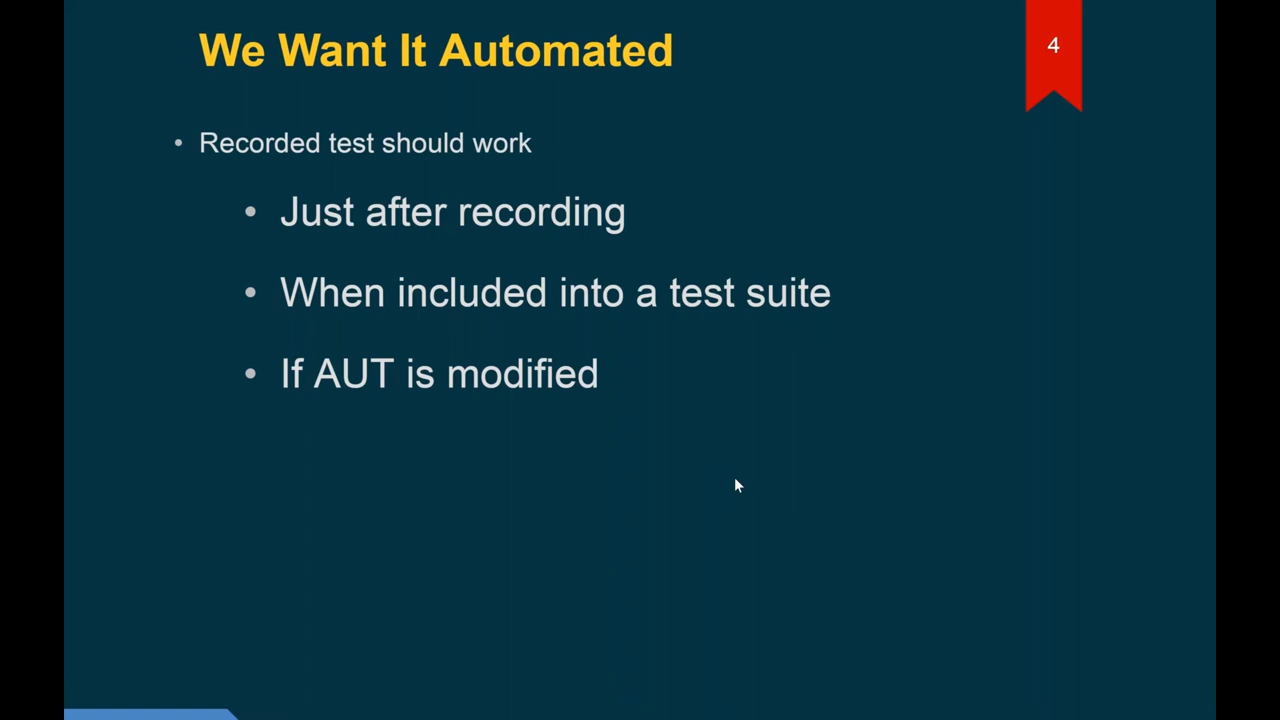 We Want It Automated
4
• Recorded test should work
• Just after recording
• When included into a test suite
• If AUT is modified